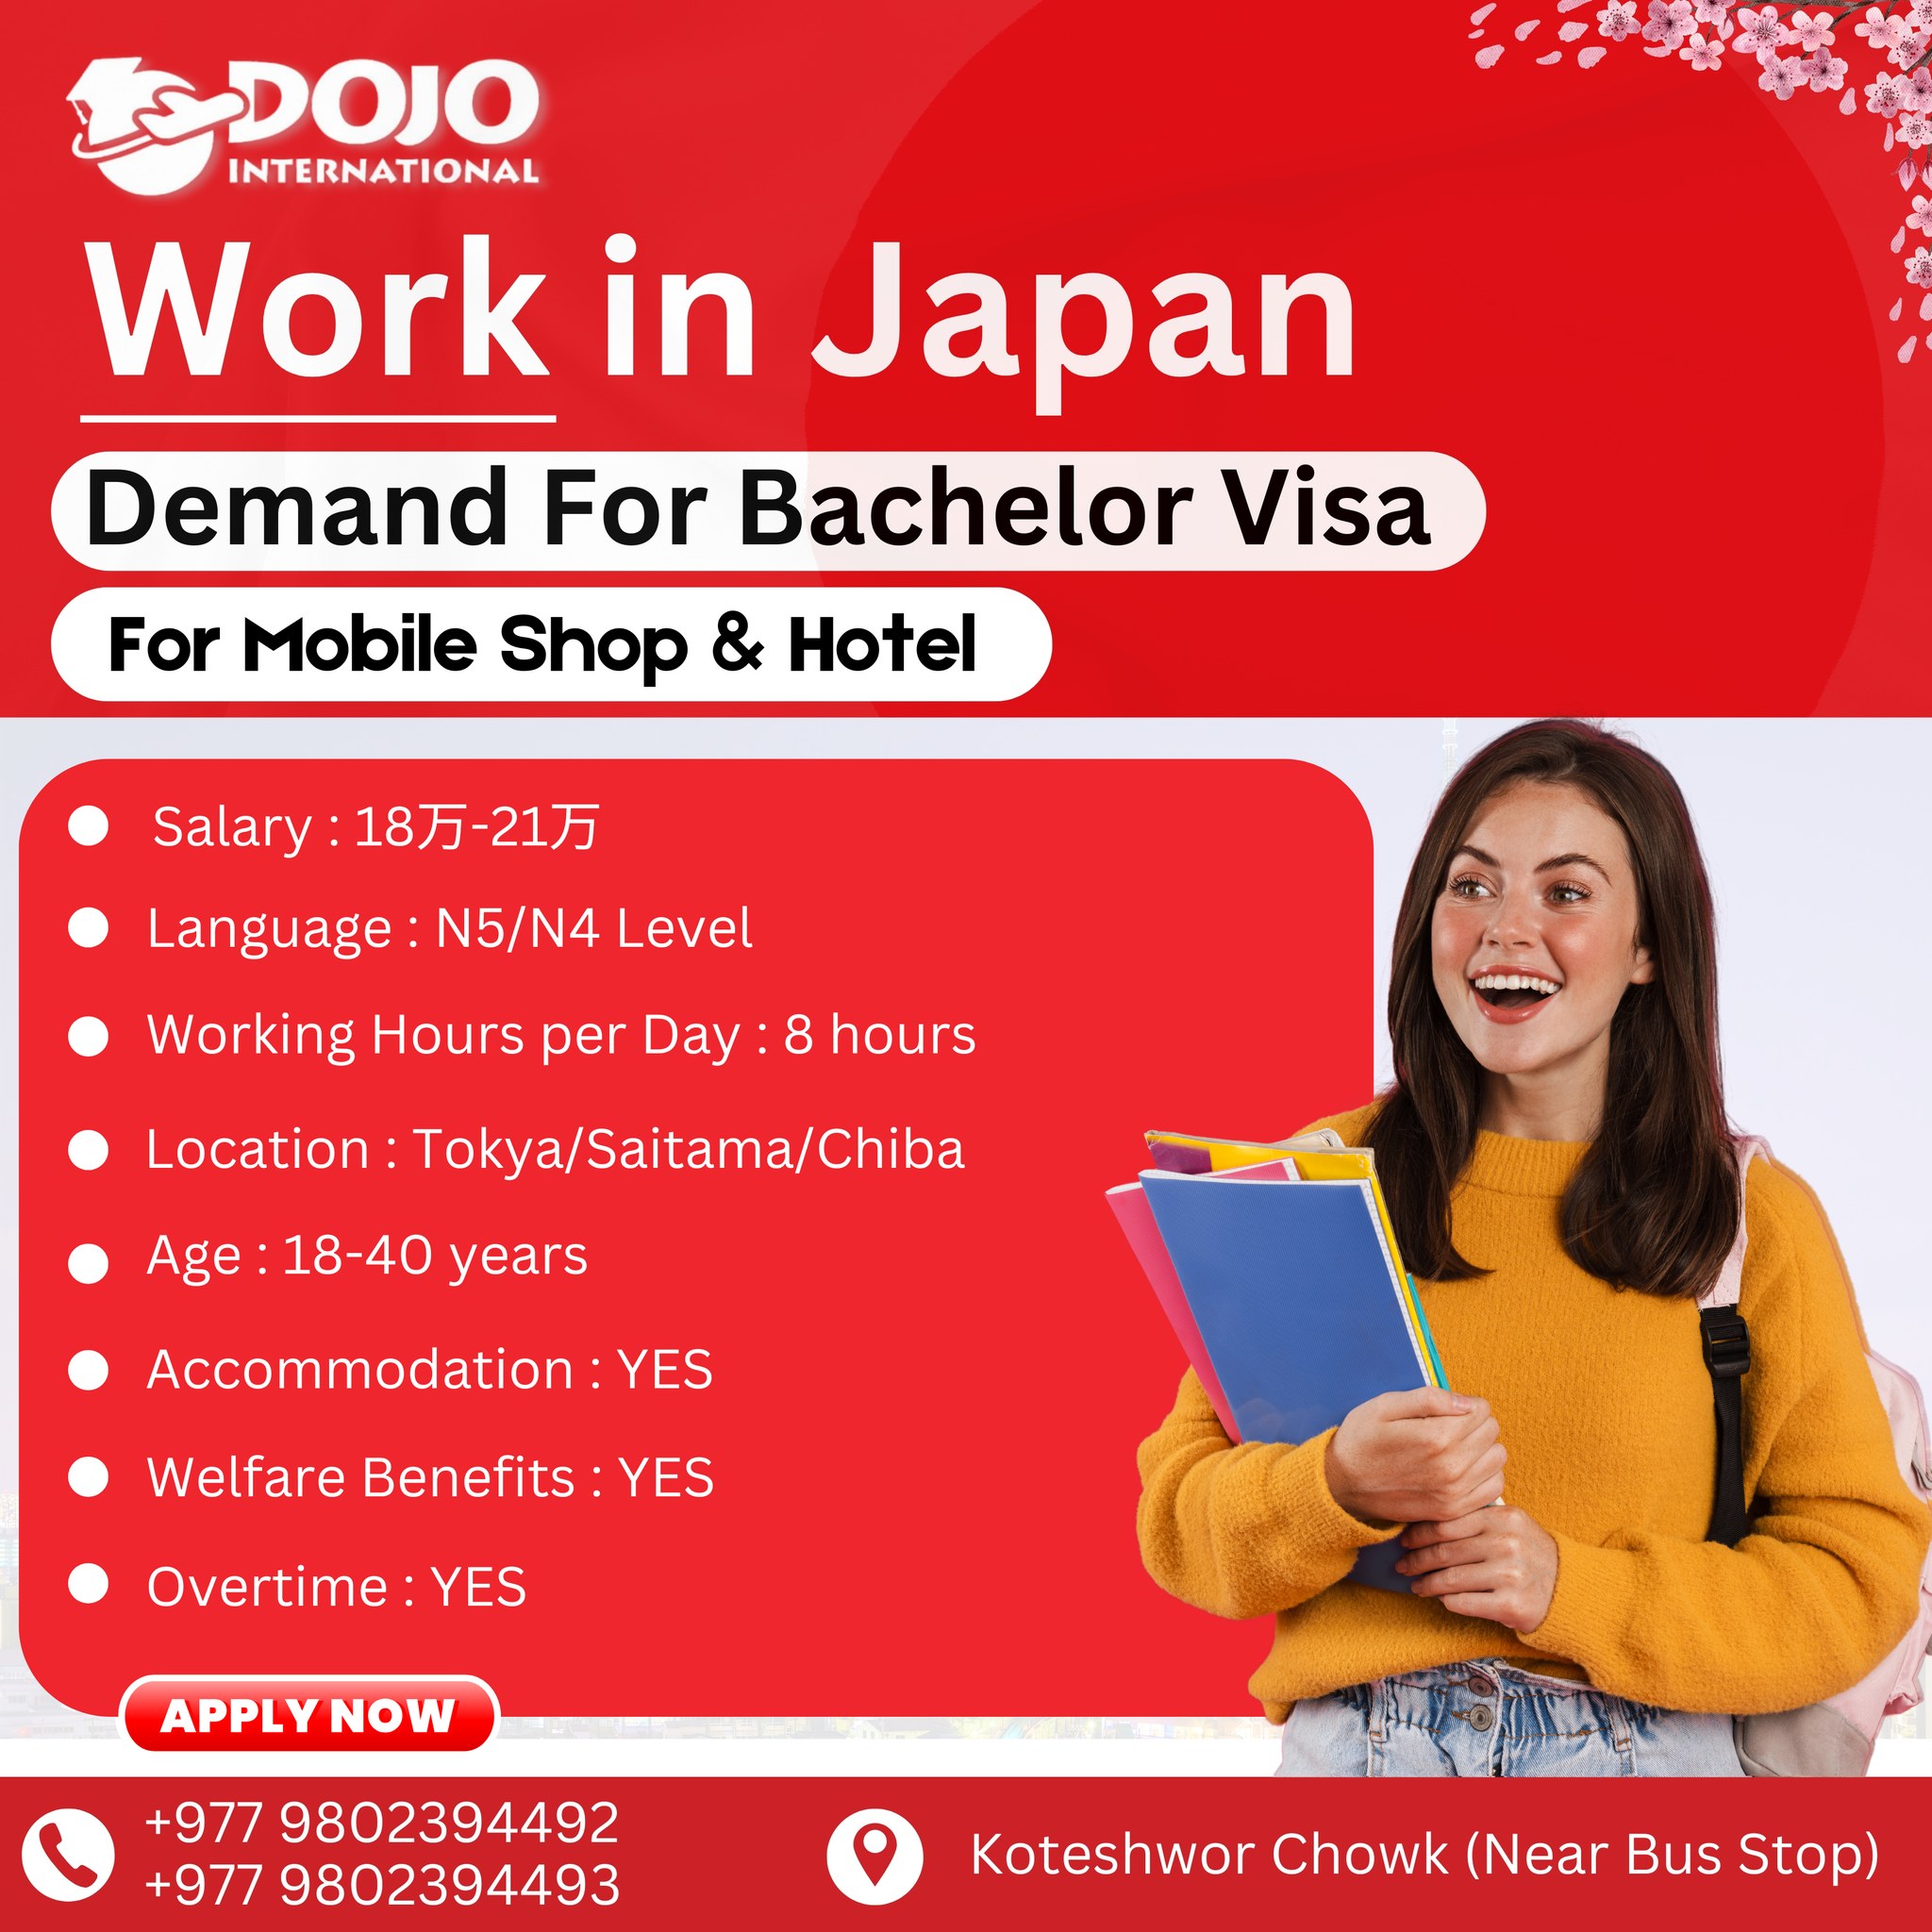 DOJO
INTERNATIONAL
Work in Japan
Demand For Bachelor Visa
For Mobile Shop & Hotel
Salary : 18万-21万
Language : N5/N4 Level
Working Hours per Day : 8 hours
Location : Tokya/Saitama/Chiba
Age : 18-40 years
Accommodation : YES
Welfare Benefits : YES
Overtime : YES
APPLY NOW
+977 9802394492
+977 9802394493
Koteshwor Chowk (Near Bus Stop)